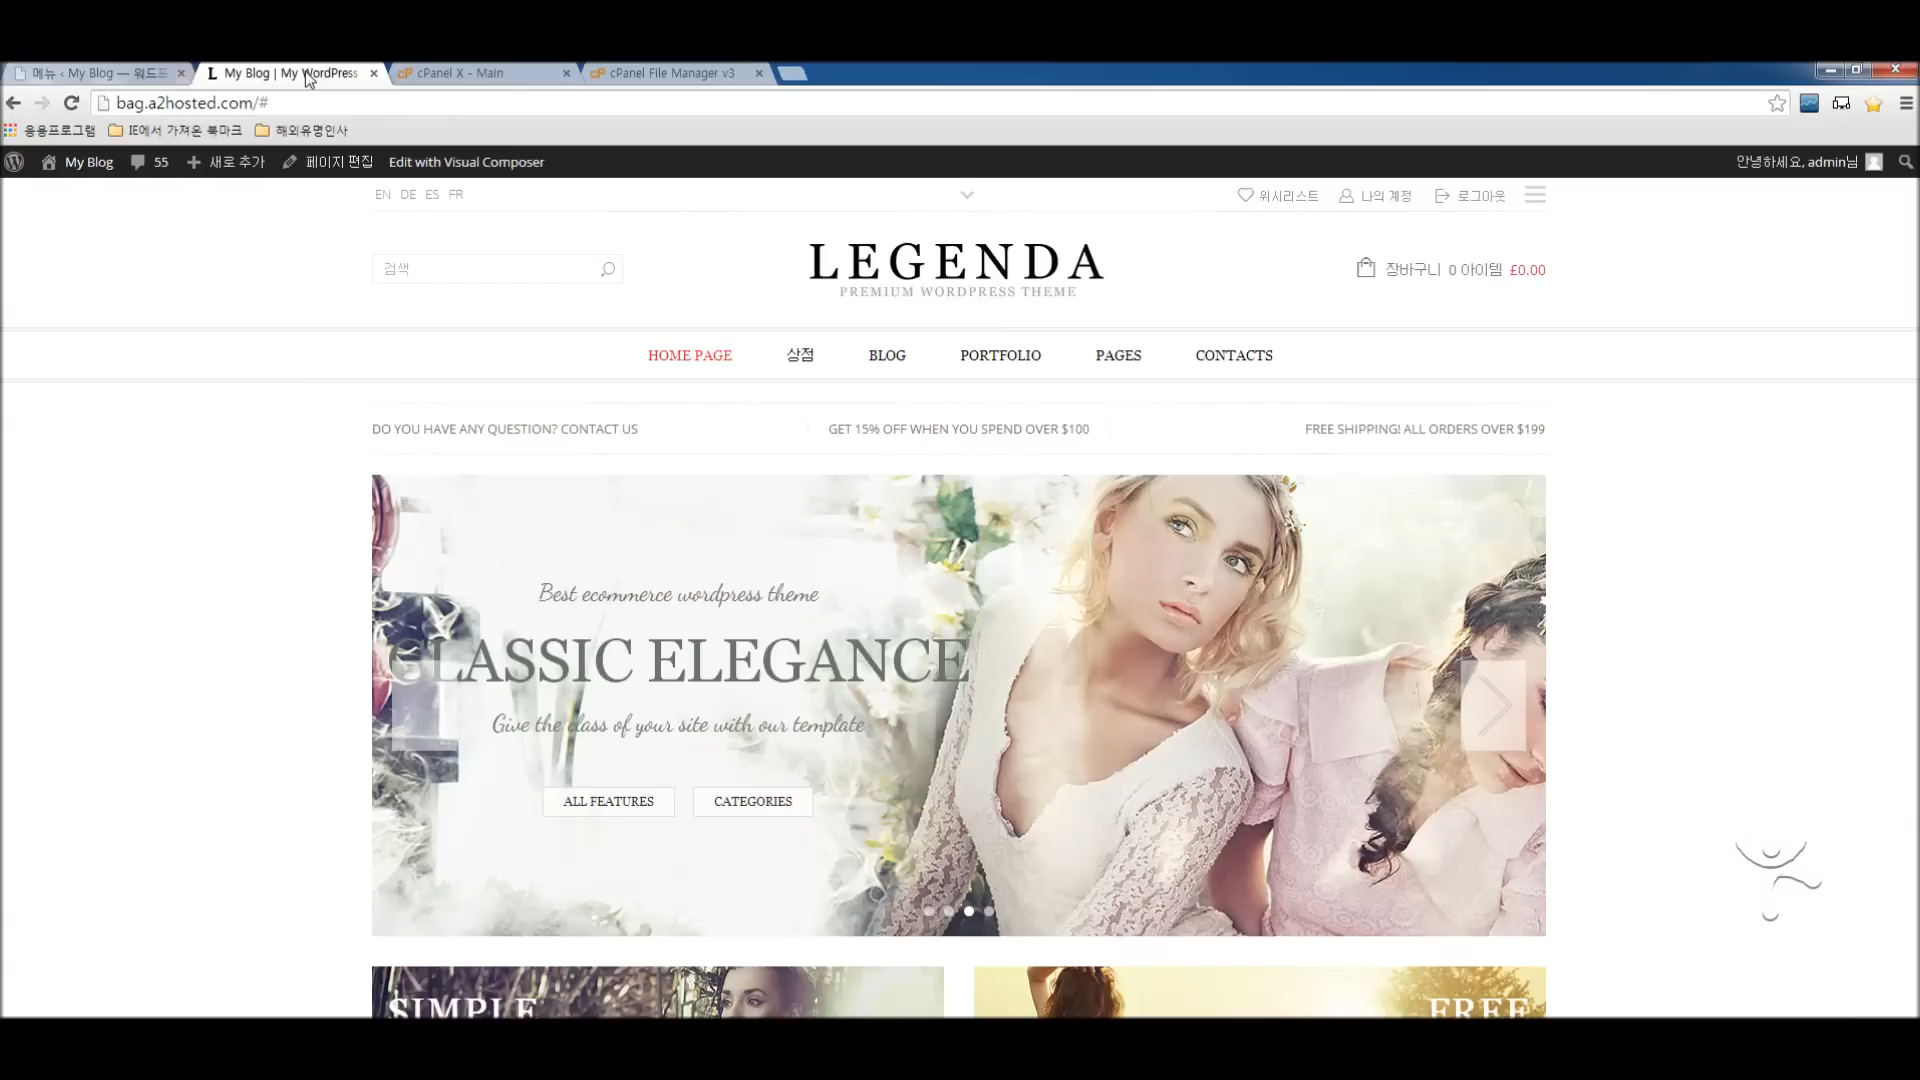 메뉴 ‹ My Blog — 워드프
L My Blog | My WordPress
cPanel X - Main
cPanel File Manager v3
bag.a2hosted.com/#
응용프로그램
IE에서 가져온 북마크
해외유명인사
My Blog
55
새로 추가
페이지 편집
Edit with Visual Composer
안녕하세요, admin님
EN DE ES FR
위시리스트
나의 계정
로그아웃
검색
LEGENDA
PREMIUM WORDPRESS THEME
장바구니 0 아이템 £0.00
HOME PAGE
상점
BLOG
PORTFOLIO
PAGES
CONTACTS
DO YOU HAVE ANY QUESTION? CONTACT US
GET 15% OFF WHEN YOU SPEND OVER $100
FREE SHIPPING! ALL ORDERS OVER $199
Best ecommerce wordpress theme
CLASSIC ELEGANCE
Give the class of your site with our template
ALL FEATURES
CATEGORIES
SIMPLE
FREE